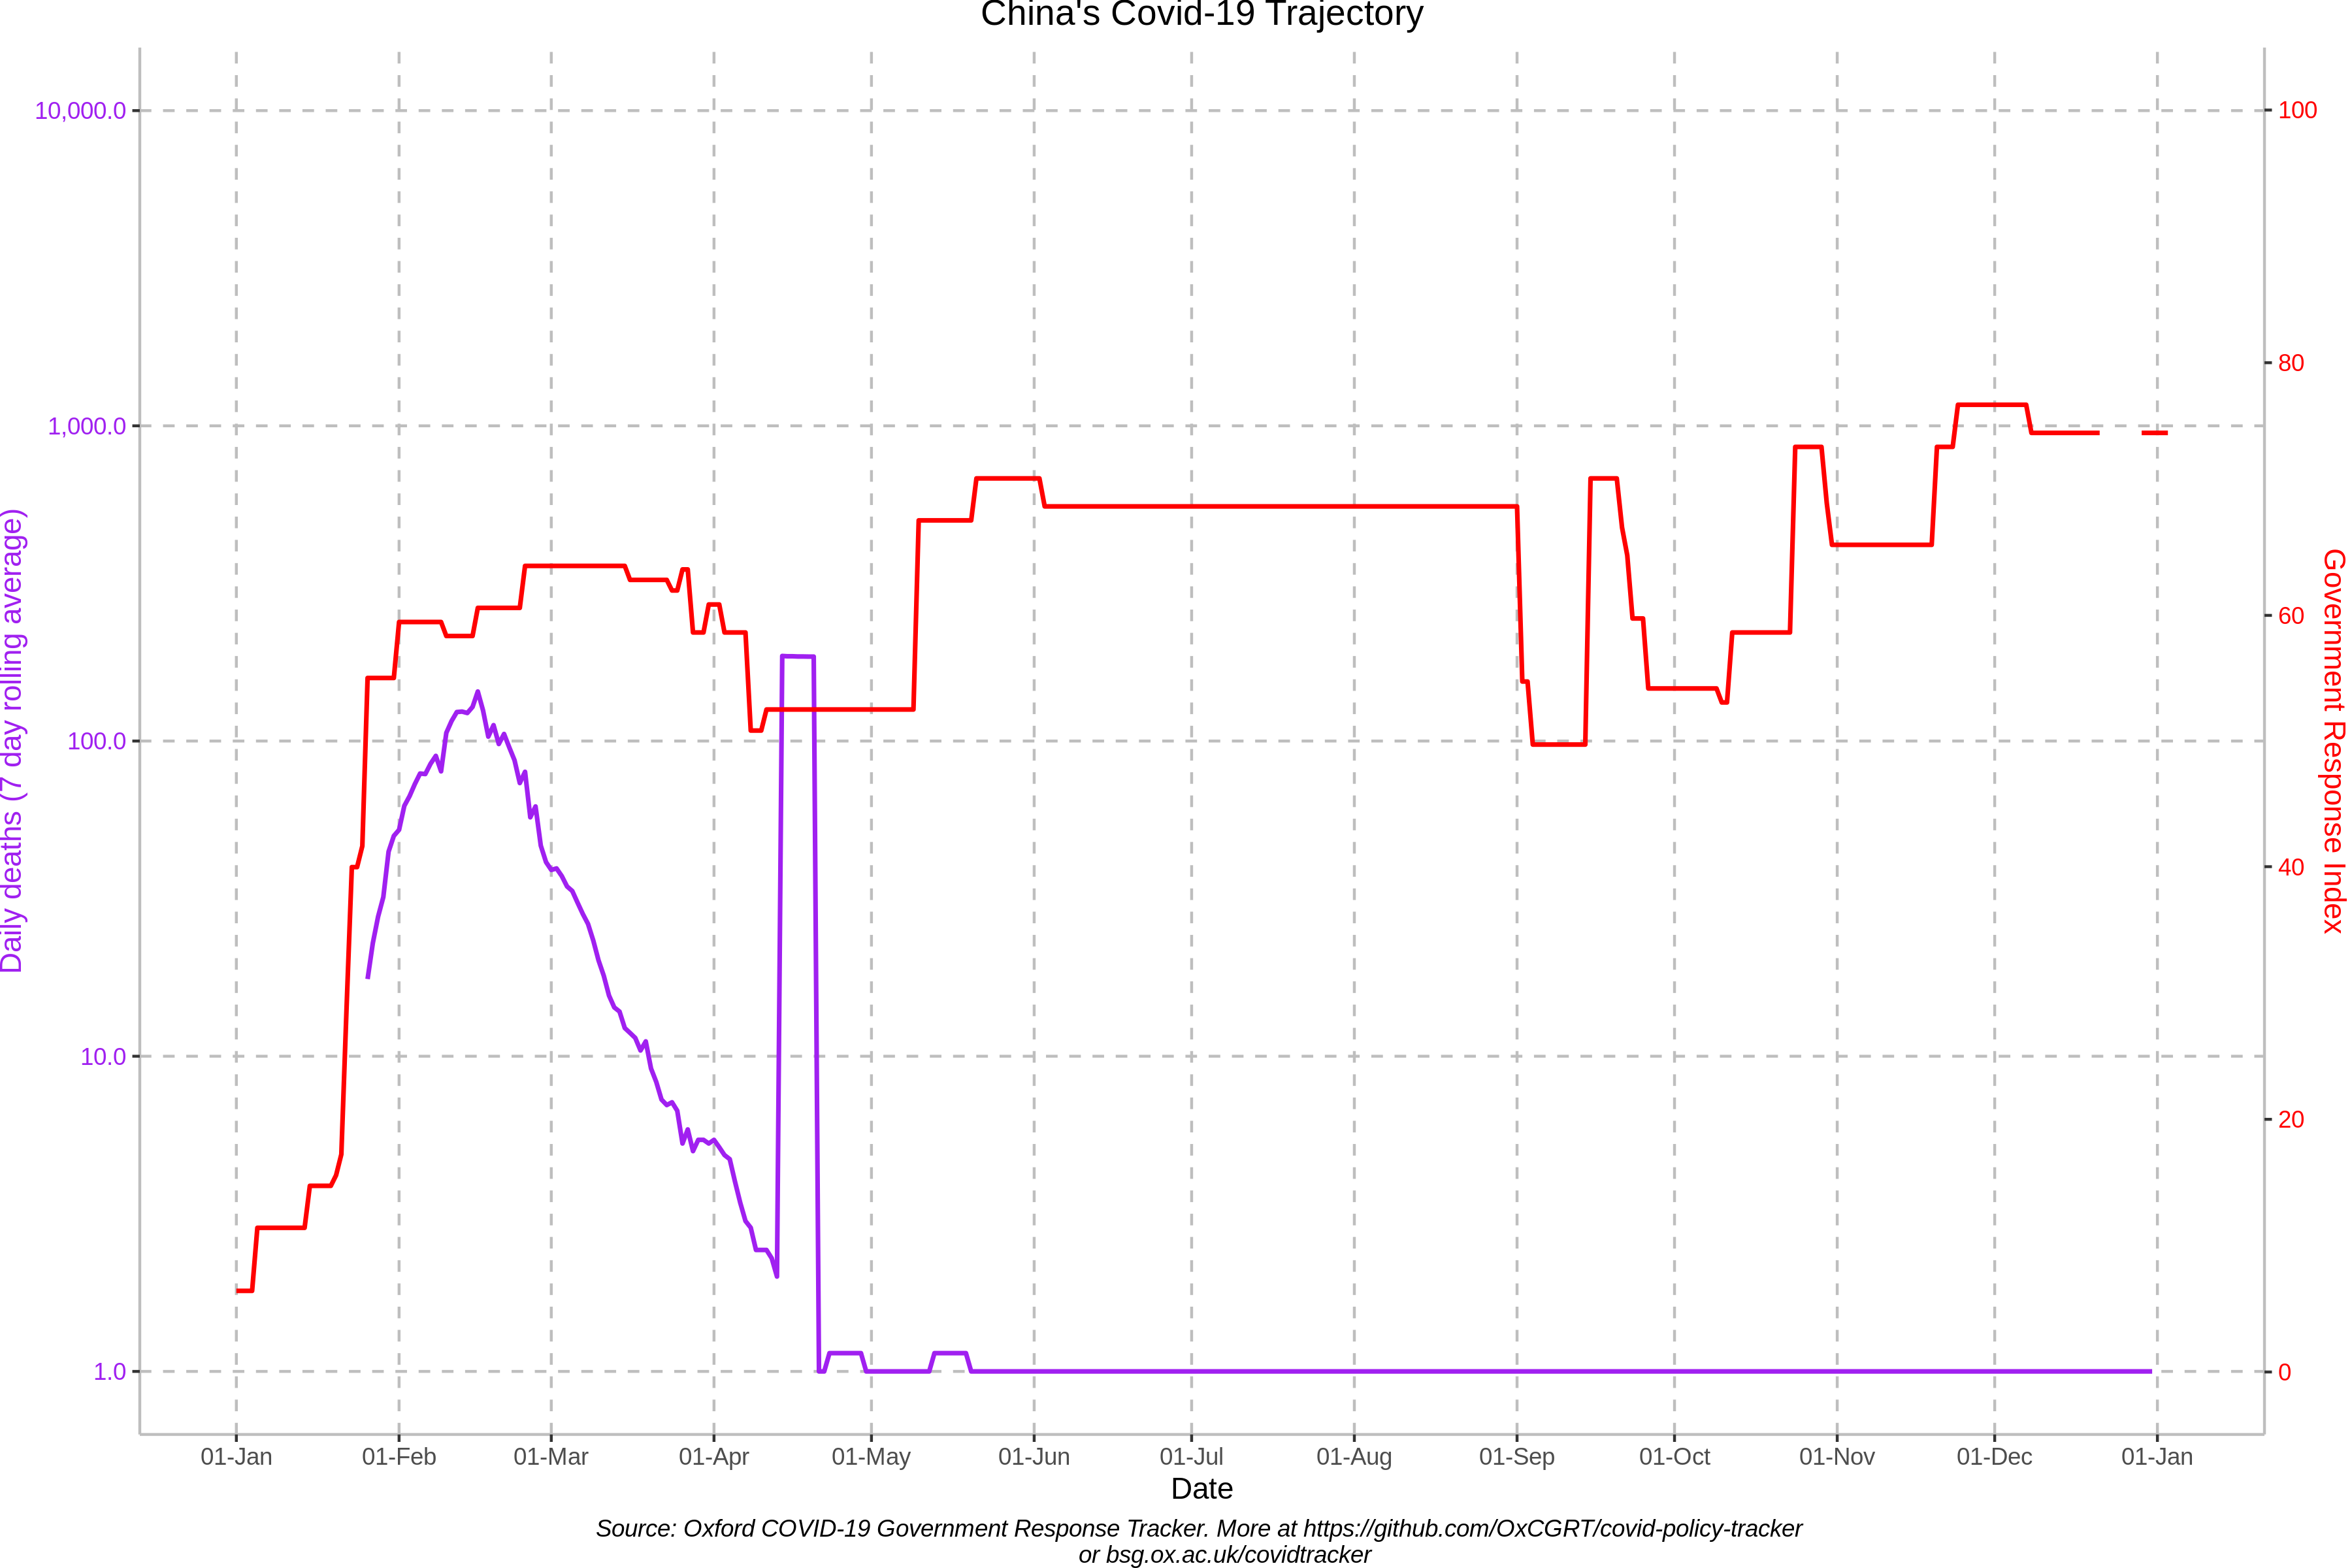 China's Covid-19 Trajectory
10,000.0
1,000.0
100.0
10.0
1.0
Daily deaths (7 day rolling average)
100
80
60
40
20
0
Government Response Index
01-Jan 01-Feb 01-Mar 01-Apr 01-May 01-Jun 01-Jul 01-Aug 01-Sep 01-Oct 01-Nov 01-Dec 01-Jan
Date
Source: Oxford COVID-19 Government Response Tracker. More at https://github.com/OxCGRT/covid-policy-tracker
or bsg.ox.ac.uk/covidtracker